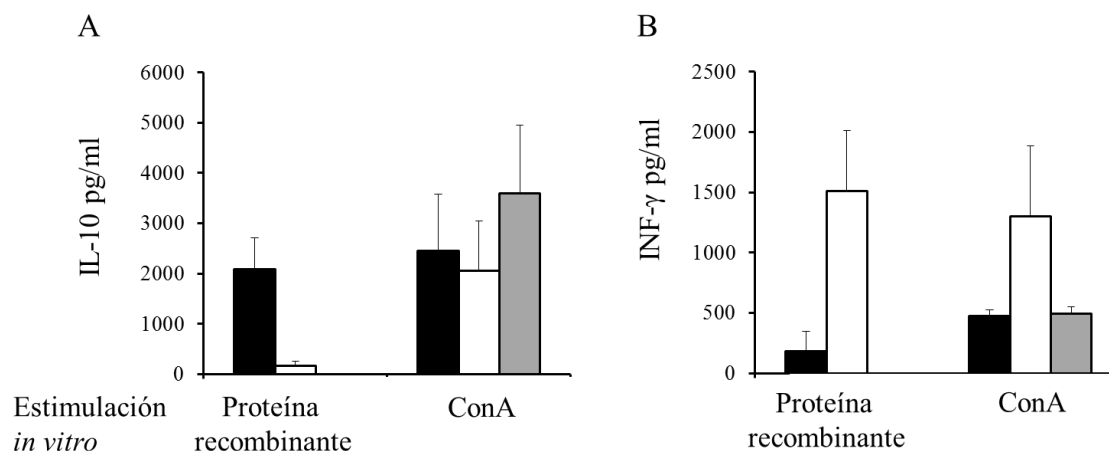 A
IL-10 pg/ml
6000
5000
4000
3000
2000
1000
0
Estimulación
in vitro
Proteína
recombinante
ConA
B
INF-γ pg/ml
2500
2000
1500
1000
500
0
Proteína
recombinante
ConA